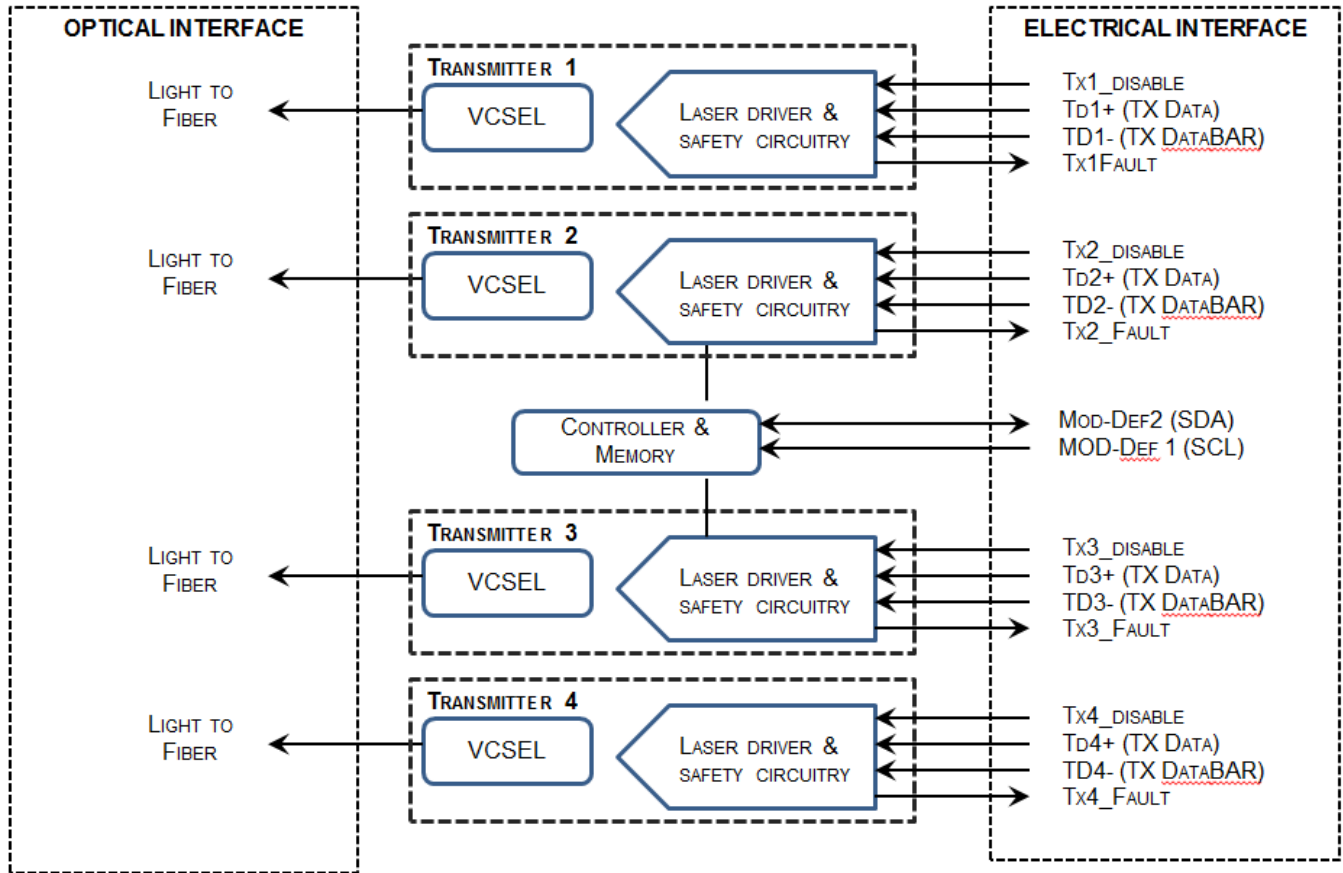 OPTICAL INTERFACE
ELECTRICAL INTERFACE
LIGHT TO
FIBER
TRANSMITTER 1
VCSEL
LASER DRIVER &
SAFETY CIRCUITRY
TX1_DISABLE
TD1+ (TX DATA)
TD1- (TX DATABAR)
TX1FAULT
LIGHT TO
FIBER
TRANSMITTER 2
VCSEL
LASER DRIVER &
SAFETY CIRCUITRY
TX2_DISABLE
TD2+ (TX DATA)
TD2- (TX DATABAR)
TX2_FAULT
CONTROLLER &
MEMORY
MOD-DEF2 (SDA)
MOD-DEF 1 (SCL)
LIGHT TO
FIBER
TRANSMITTER 3
VCSEL
LASER DRIVER &
SAFETY CIRCUITRY
TX3_DISABLE
TD3+ (TX DATA)
TD3- (TX DATABAR)
TX3_FAULT
LIGHT TO
FIBER
TRANSMITTER 4
VCSEL
LASER DRIVER &
SAFETY CIRCUITRY
TX4_DISABLE
TD4+ (TX DATA)
TD4- (TX DATABAR)
TX4_FAULT